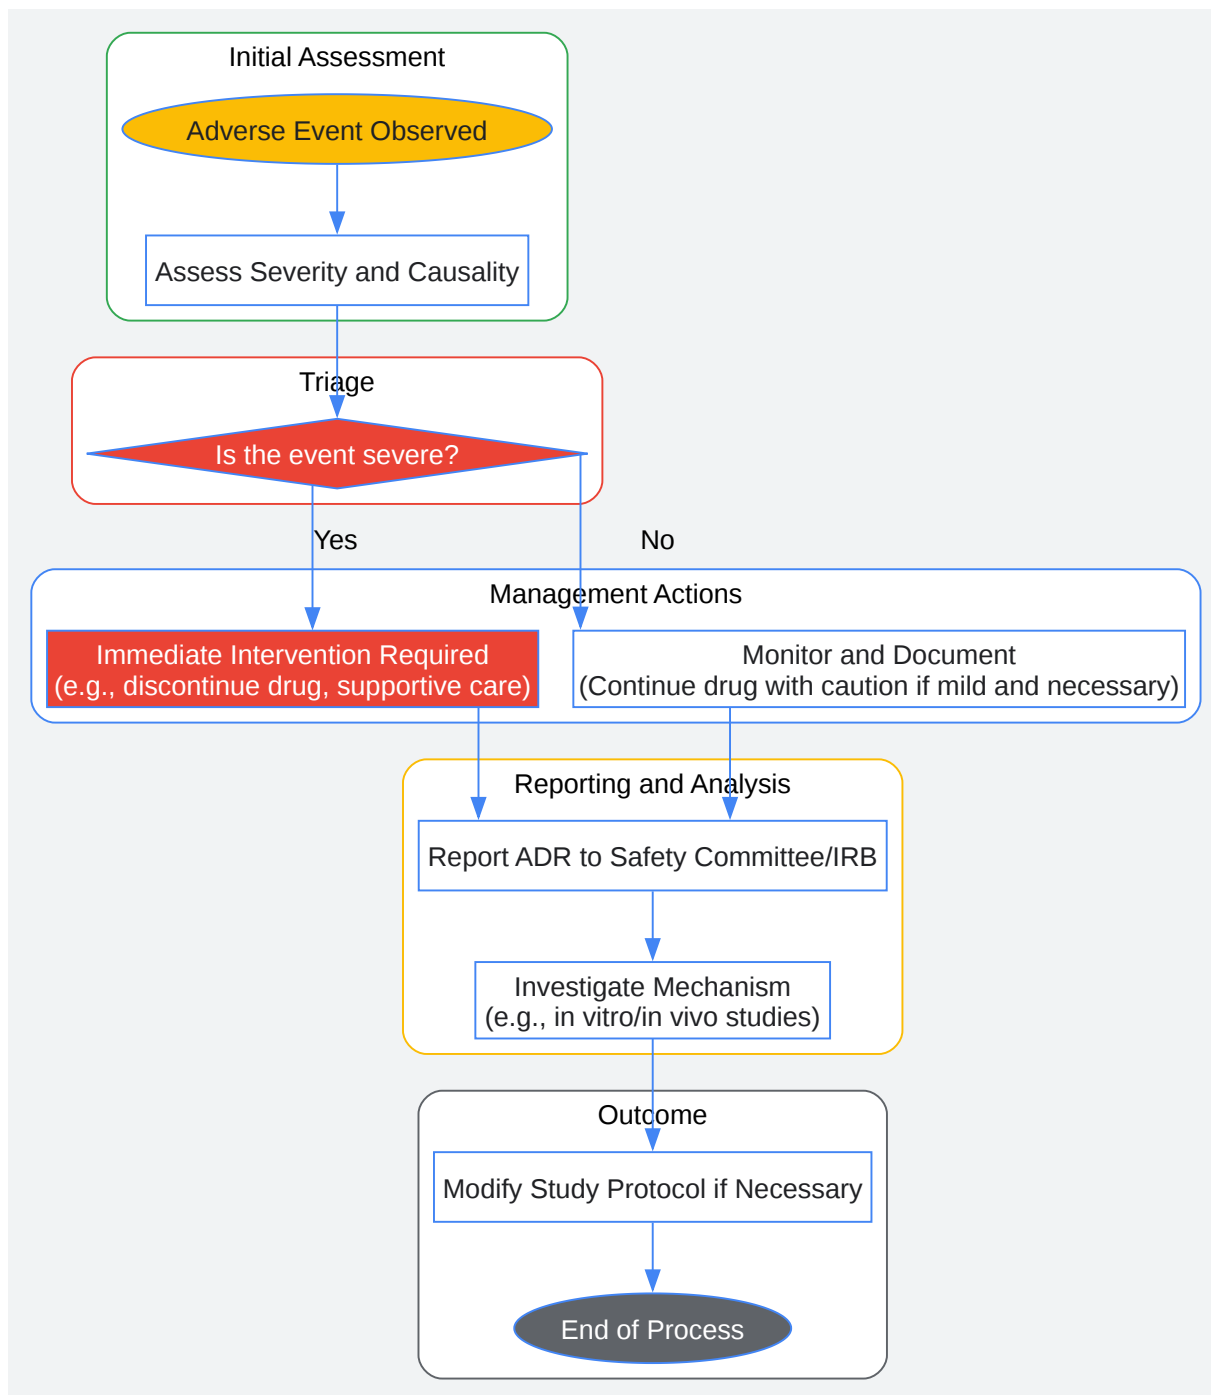 Initial Assessment
Adverse Event Observed
Assess Severity and Causality
Triage
Is the event severe?
Yes
No
Management Actions
Immediate Intervention Required
(e.g., discontinue drug, supportive care)
Monitor and Document
(Continue drug with caution if mild and necessary)
Reporting and Analysis
Report ADR to Safety Committee/IRB
Investigate Mechanism
(e.g., in vitro/in vivo studies)
Outcome
Modify Study Protocol if Necessary
End of Process